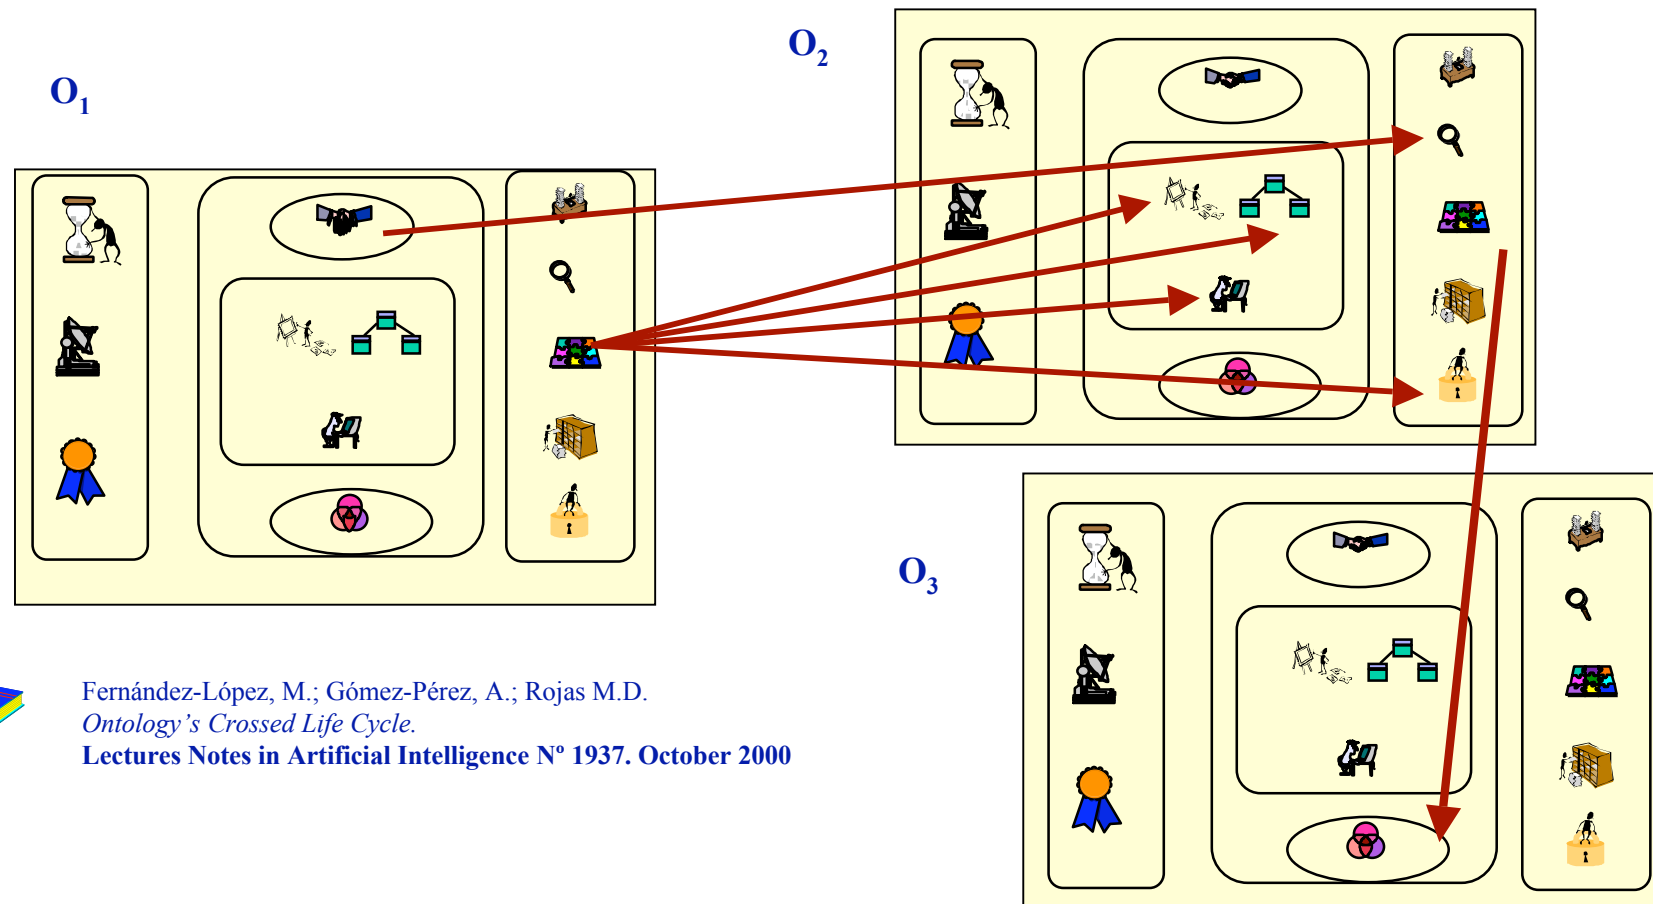 O1
O2
O3
Fernández-López, M.; Gómez-Pérez, A.; Rojas M.D.
Ontology’s Crossed Life Cycle.
Lectures Notes in Artificial Intelligence Nº 1937. October 2000